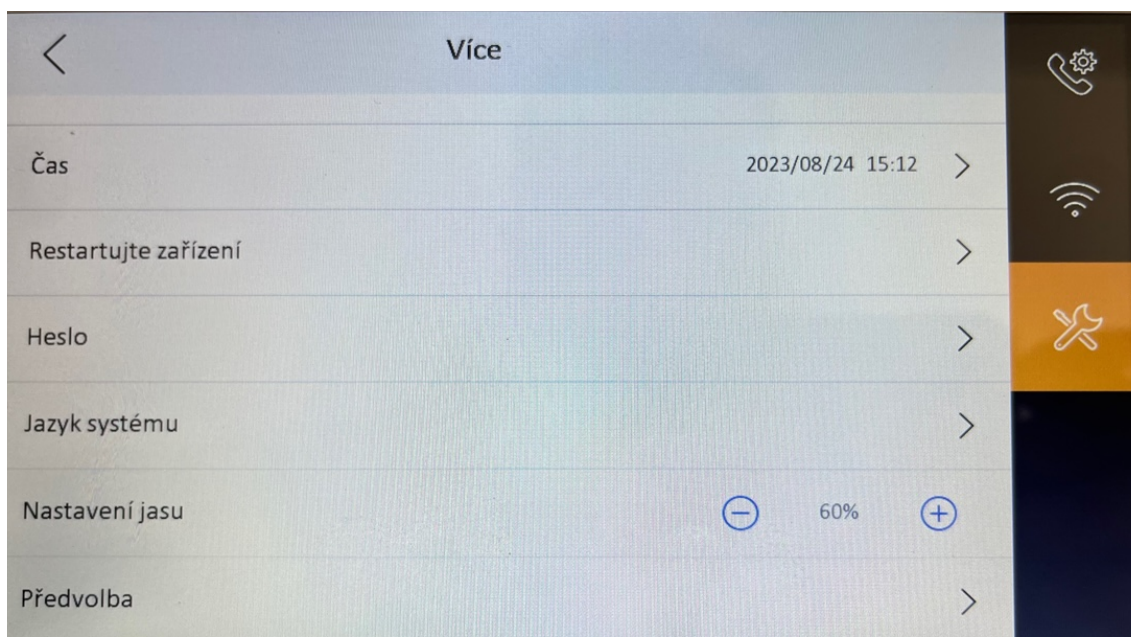 Více
Čas 2023/08/24 15:12
Restartujte zařízení
Heslo
Jazyk systému
Nastavení jasu 60%
Předvolba